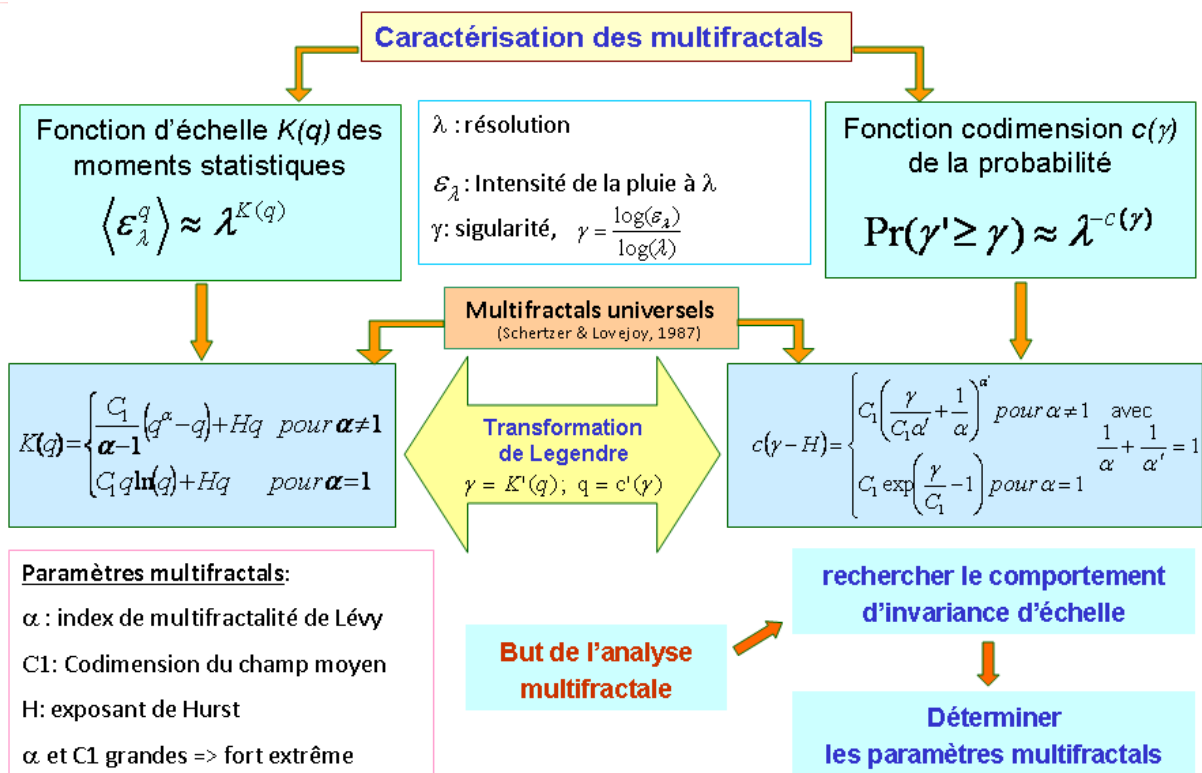 Caractérisation des multifractals
Fonction d'échelle K(q) des
moments statistiques
⟨ε_λ^q⟩ ≈ λ^{K(q)}
λ : résolution
ε_λ : Intensité de la pluie à λ
γ: sigularité, γ = log(ε_λ) / log(λ)
Fonction codimension c(γ)
de la probabilité
Pr(γ' ≥ γ) ≈ λ^{-c(γ)}
Multifractals universels
(Schertzer & Lovejoy, 1987)
K(q) = { C₁/(α-1) (q^α - q) + Hq pour α≠1
C₁ q ln(q) + Hq pour α=1
Transformation
de Legendre
γ = K'(q); q = c'(γ)
c(γ - H) = { C₁ (γ/(C₁α') + 1/α)^{α'} pour α ≠ 1 avec
1/α + 1/α' = 1
C₁ exp(γ/C₁ - 1) pour α = 1
Paramètres multifractals:
α : index de multifractalité de Lévy
C1: Codimension du champ moyen
H: exposant de Hurst
α et C1 grandes => fort extrême
But de l'analyse
multifractale
rechercher le comportement
d'invariance d'échelle
Déterminer
les paramètres multifractals